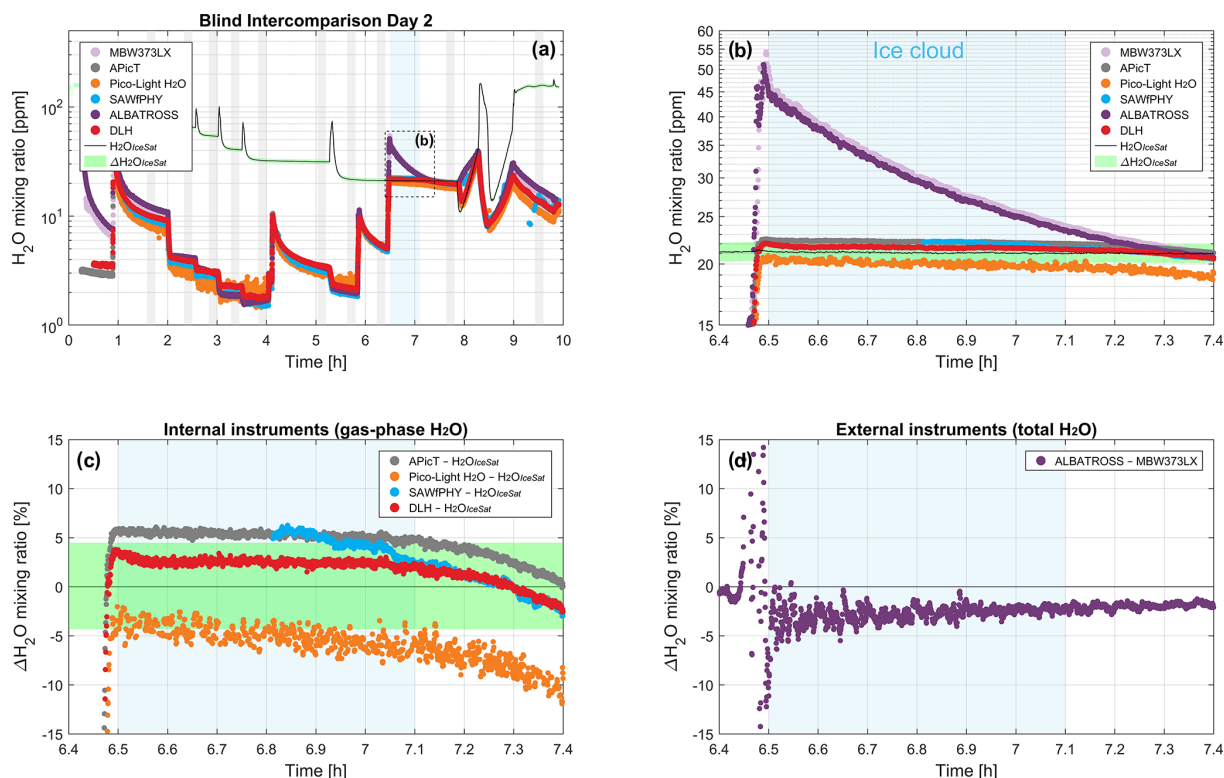 Blind Intercomparison Day 2
(a)
MBW373LX
APicT
Pico-Light H2O
SAWfPHY
ALBATROSS
DLH
H2OIceSat
ΔH2OIceSat
(b)
H2O mixing ratio [ppm]
10^2
10^1
10^0
0 1 2 3 4 5 6 7 8 9 10
Time [h]
(b)
Ice cloud
MBW373LX
APicT
Pico-Light H2O
SAWfPHY
ALBATROSS
DLH
H2OIceSat
ΔH2OIceSat
H2O mixing ratio [ppm]
60
55
50
45
40
35
30
25
20
15
6.4 6.5 6.6 6.7 6.8 6.9 7 7.1 7.2 7.3 7.4
Time [h]
Internal instruments (gas-phase H2O)
(c)
APicT – H2OIceSat
Pico-Light H2O – H2OIceSat
SAWfPHY – H2OIceSat
DLH – H2OIceSat
ΔH2O mixing ratio [%]
15
10
5
0
-5
-10
-15
6.4 6.5 6.6 6.7 6.8 6.9 7 7.1 7.2 7.3 7.4
Time [h]
External instruments (total H2O)
(d)
ALBATROSS – MBW373LX
ΔH2O mixing ratio [%]
15
10
5
0
-5
-10
-15
6.4 6.5 6.6 6.7 6.8 6.9 7 7.1 7.2 7.3 7.4
Time [h]